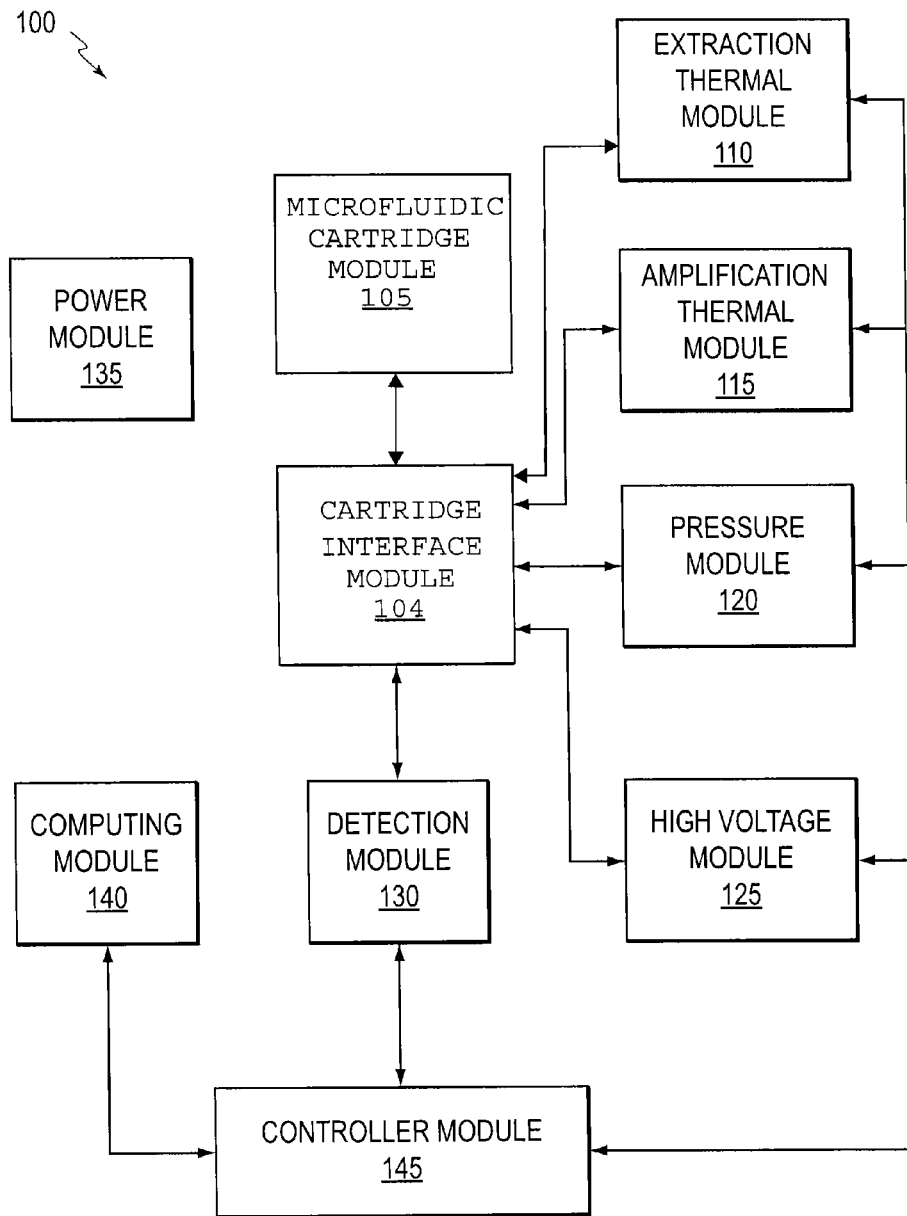 100
EXTRACTION
THERMAL
MODULE
110
MICROFLUIDIC
CARTRIDGE
MODULE
105
POWER
MODULE
135
AMPLIFICATION
THERMAL
MODULE
115
CARTRIDGE
INTERFACE
MODULE
104
PRESSURE
MODULE
120
COMPUTING
MODULE
140
DETECTION
MODULE
130
HIGH VOLTAGE
MODULE
125
CONTROLLER MODULE
145